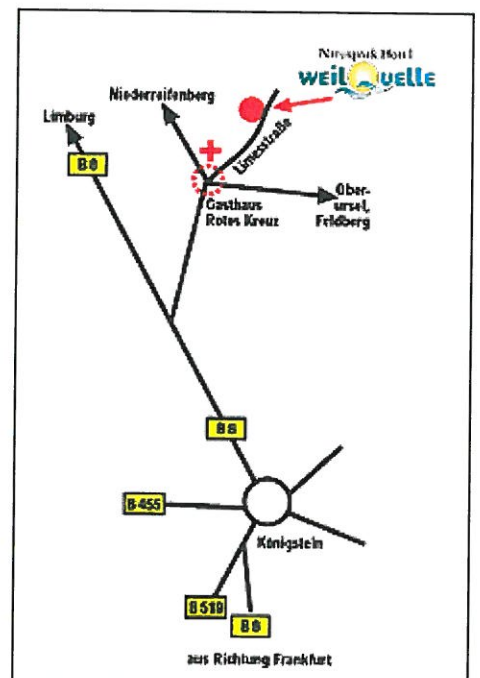 Naturpark Hotel
WEILQUELLE
Niederreifenberg
Limburg
B8
Limesstraße
Gasthaus
Rotes Kreuz
Ober-
ursel,
Feldberg
B8
B455
Königstein
B519
B8
aus Richtung Frankfurt